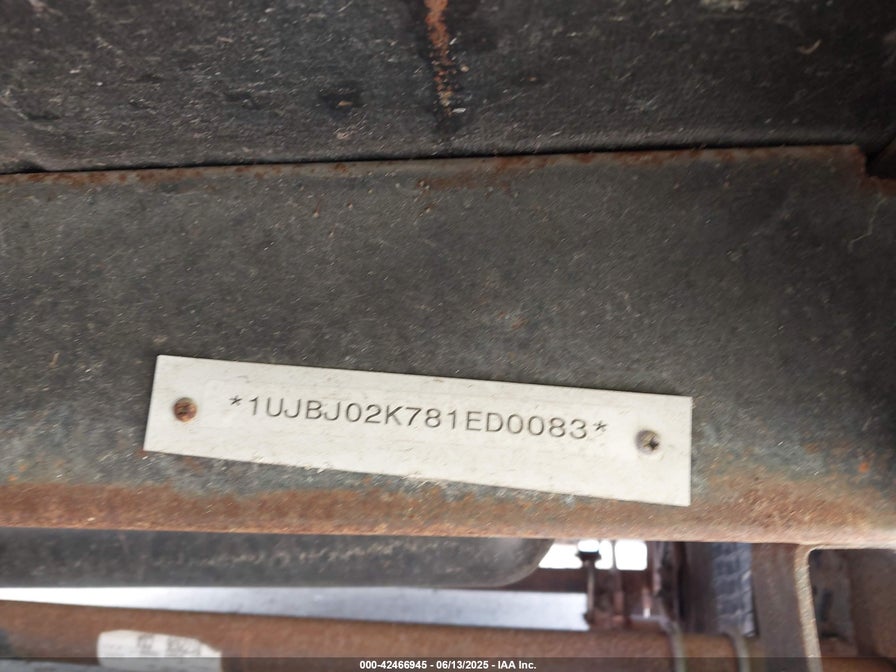 *1UJBJ02K781ED0083*
000-42466945 - 06/13/2025 - IAA Inc.